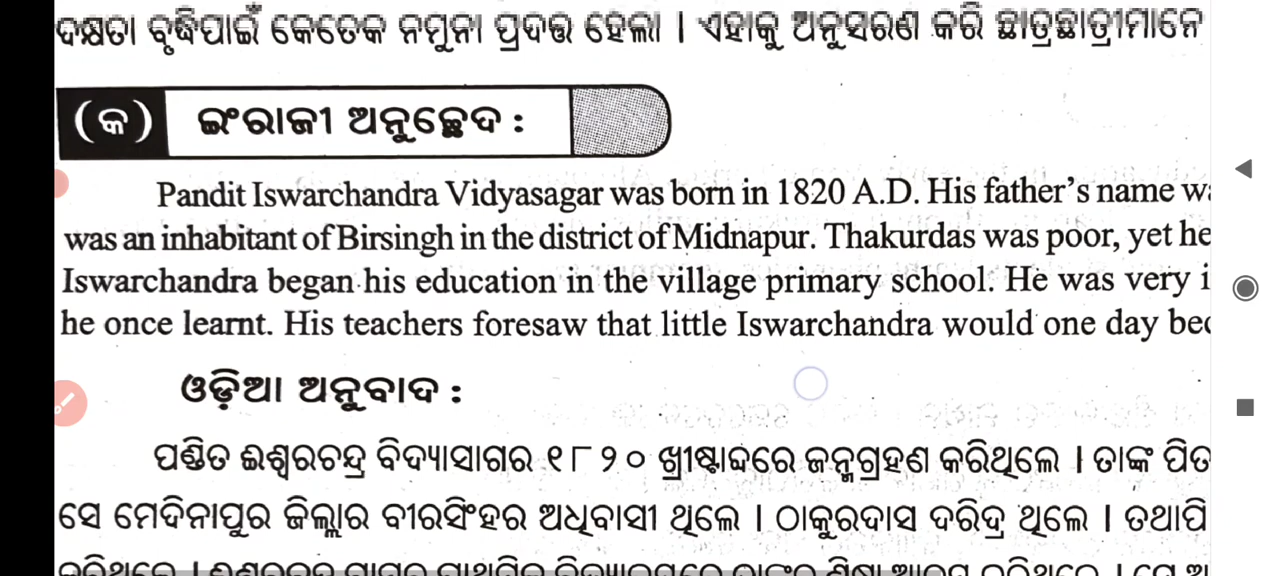 ଦକ୍ଷତା ବୃଦ୍ଧିପାଇଁ କେତେକ ନମୁନା ପ୍ରଦତ୍ତ ହେଲା । ଏହାକୁ ଅନୁସରଣ କରି ଛାତ୍ରଛାତ୍ରୀମାନେ
(କ) ଇଂରାଜୀ ଅନୁଚ୍ଛେଦ :
Pandit Iswarchandra Vidyasagar was born in 1820 A.D. His father's name
was an inhabitant of Birsingh in the district of Midnapur. Thakurdas was poor, yet he
Iswarchandra began his education in the village primary school. He was very
he once learnt. His teachers foresaw that little Iswarchandra would one day
ଓଡ଼ିଆ ଅନୁବାଦ :
ପଣ୍ଡିତ ଈଶ୍ୱରଚନ୍ଦ୍ର ବିଦ୍ୟାସାଗର ୧୮୨୦ ଖ୍ରୀଷ୍ଟାବ୍ଦରେ ଜନ୍ମଗ୍ରହଣ କରିଥିଲେ । ତାଙ୍କ
ସେ ମେଦିନାପୁର ଜିଲ୍ଲାର ବୀରସିଂହର ଅଧିବାସୀ ଥିଲେ । ଠାକୁରଦାସ ଦରିଦ୍ର ଥିଲେ । ତଥାପି